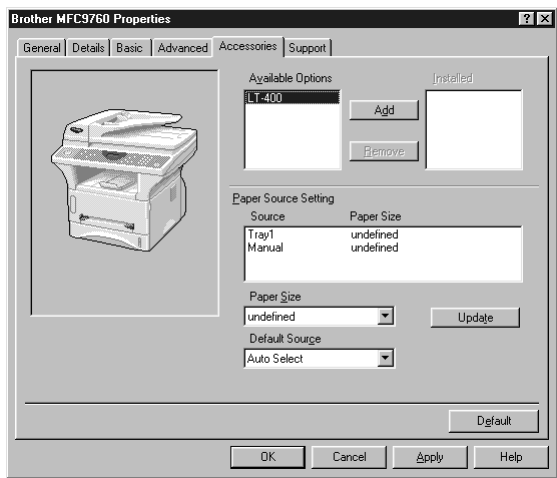 Brother MFC9760 Properties
General Details Basic Advanced Accessories Support
Available Options
Installed
LT-400
Add
Remove
Paper Source Setting
Source Paper Size
Tray1 undefined
Manual undefined
Paper Size
undefined
Update
Default Source
Auto Select
Default
OK Cancel Apply Help